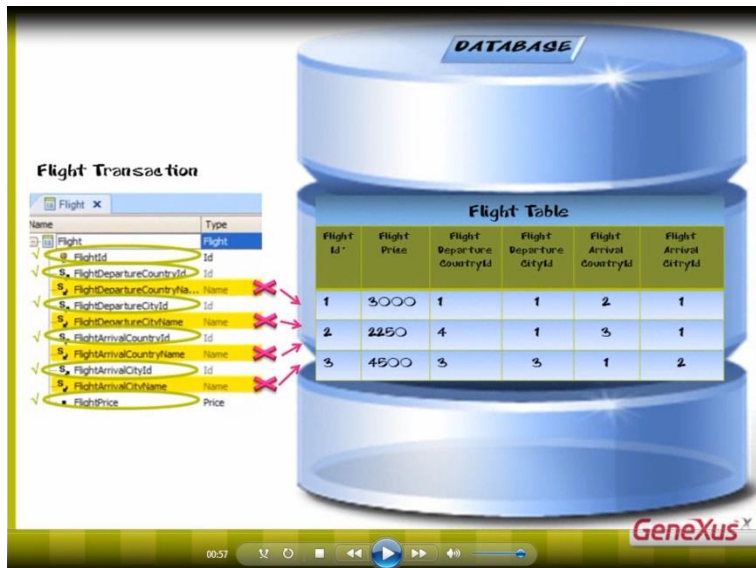 DATABASE
Flight Transaction
Flight
Name Type
Flight Flight
FlightId Id
FlightDepartureCountryId Id
FlightDepartureCountryNa... Name
FlightDepartureCityId Id
FlightDepartureCityName Name
FlightArrivalCountryId Id
FlightArrivalCountryName Name
FlightArrivalCityId Id
FlightArrivalCityName Name
FlightPrice Price
Flight Table
Flight Id* Flight Price Flight Departure CountryId Flight Departure CityId Flight Arrival CountryId Flight Arrival CitryId
1 3000 1 1 2 1
2 2250 4 1 3 1
3 4500 3 3 1 2
GeneXus X
00:57